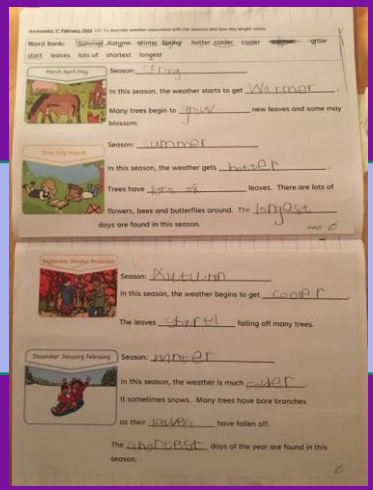 Wednesday 1st February 2023 LO: To describe weather associated with the seasons and how day length varies.
Word Bank: Summer Autumn Winter Spring hotter colder cooler warmer grow
start leaves lots of shortest longest
March April May
Season: Spring
In this season, the weather starts to get Warmer.
Many trees begin to grow new leaves and some may
blossom.
June July August
Season: summer
In this season, the weather gets hotter.
Trees have lots of leaves. There are lots of
flowers, bees and butterflies around. The longest
days are found in this season.
September October November
Season: Autumn
In this season, the weather begins to get cooler.
The leaves start falling off many trees.
December January February
Season: winter
In this season, the weather is much colder.
It sometimes snows. Many trees have bare branches
as their leaves have fallen off.
The shortest days of the year are found in this
season.